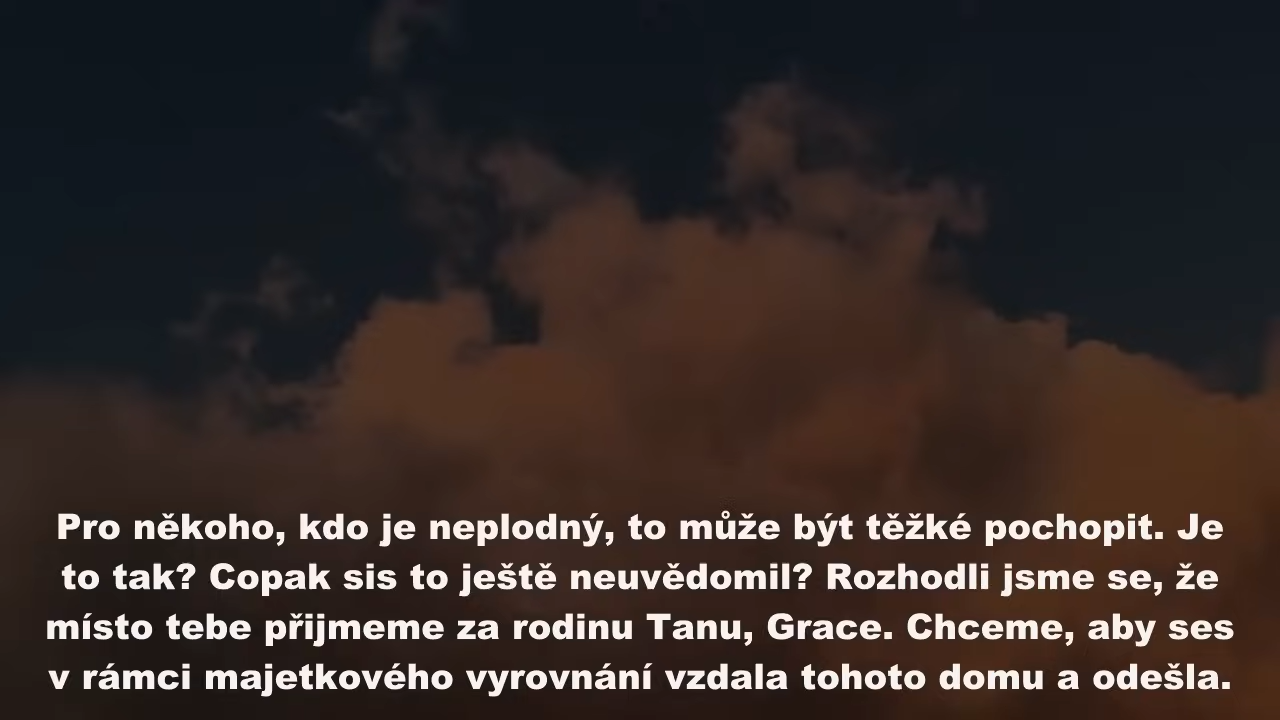 Pro někoho, kdo je neplodný, to může být těžké pochopit. Je
to tak? Copak sis to ještě neuvědomil? Rozhodli jsme se, že
místo tebe přijmeme za rodinu Tanu, Grace. Chceme, aby ses
v rámci majetkového vyrovnání vzdala tohoto domu a odešla.